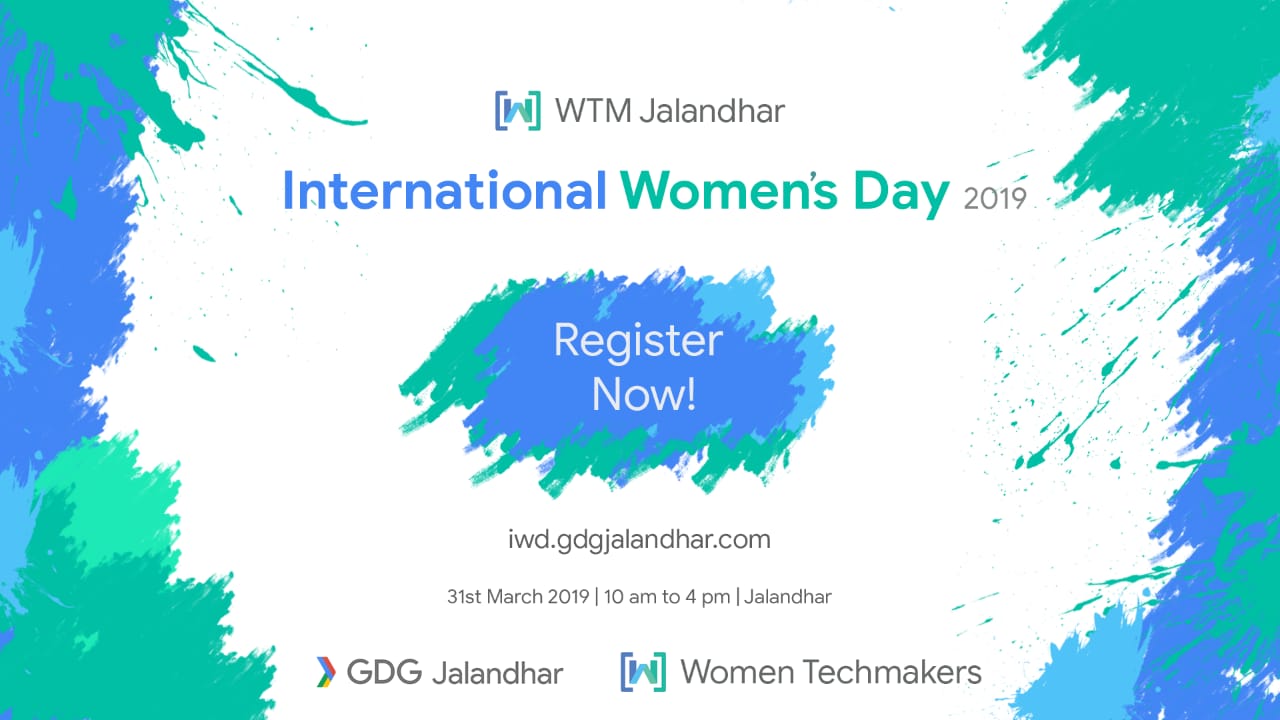 WTM Jalandhar
International Women's Day 2019
Register
Now!
iwd.gdgjalandhar.com
31st March 2019 | 10 am to 4 pm | Jalandhar
GDG Jalandhar
Women Techmakers